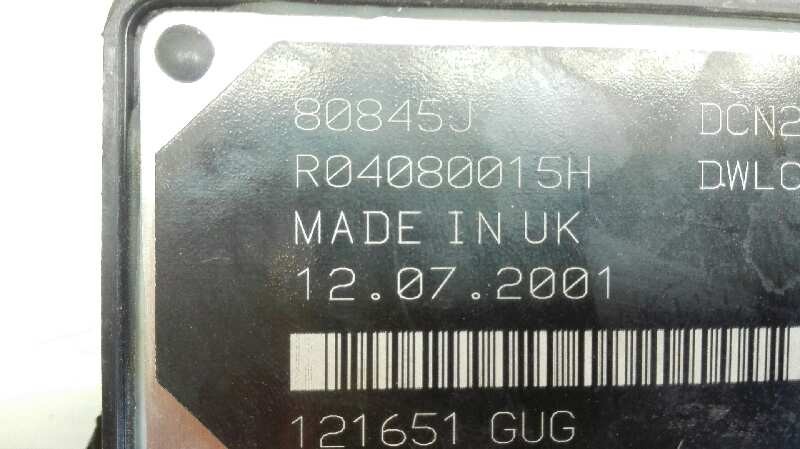 80845J DCN2
R04080015H DWLC
MADE IN UK
12.07.2001
121651 GUG